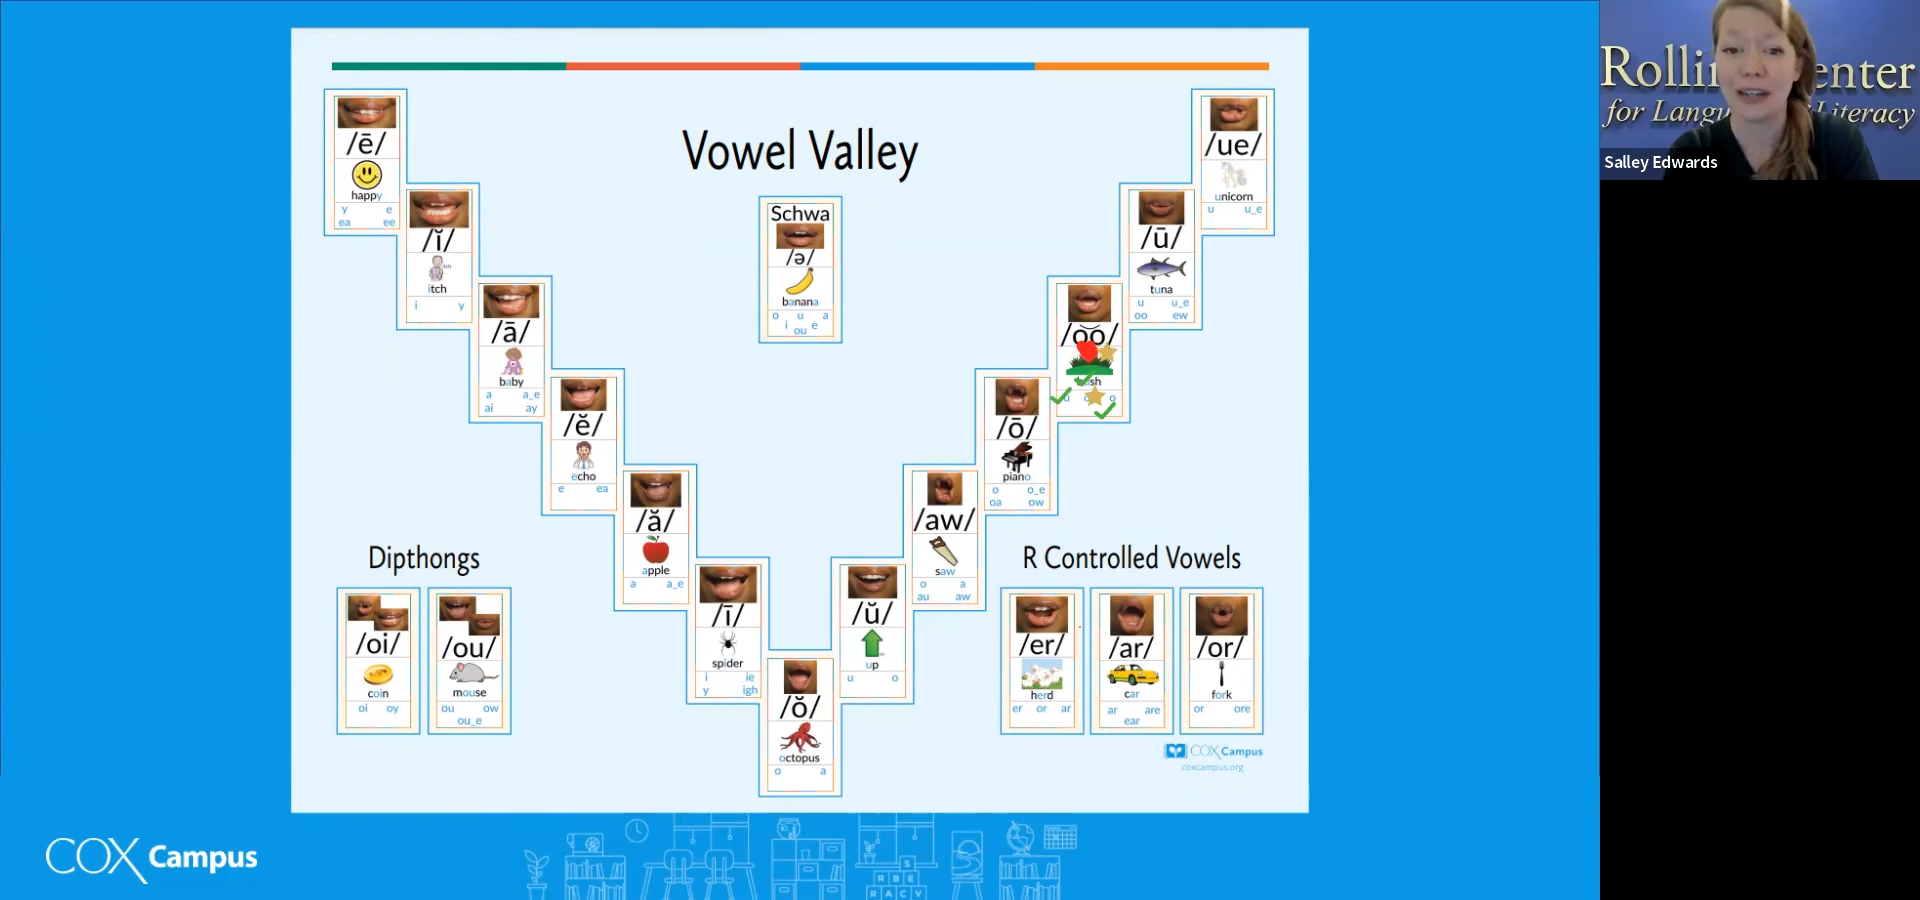 Vowel Valley
/ē/
happy
y e
ea ee
/ĭ/
itch
i y
/ā/
baby
a a_e
ai ay
/ĕ/
echo
e ea
/ă/
apple
a a_e
/ī/
spider
i ie
y igh
/ŏ/
octopus
o a
/ŭ/
up
u o
/aw/
saw
o a
au aw
/ō/
piano
o o_e
oa ow
/o͝o/
u o
/ū/
tuna
u u_e
oo ew
/ue/
unicorn
u u_e
Schwa
/ə/
banana
o u a
i ou e
Dipthongs
/oi/
coin
oi oy
/ou/
mouse
ou ow
ou_e
R Controlled Vowels
/er/
herd
er or ar
/ar/
car
ar are
ear
/or/
fork
or ore
COX Campus
coxcampus.org
COX Campus
S
R B E
R A C V
for Literacy
Salley Edwards